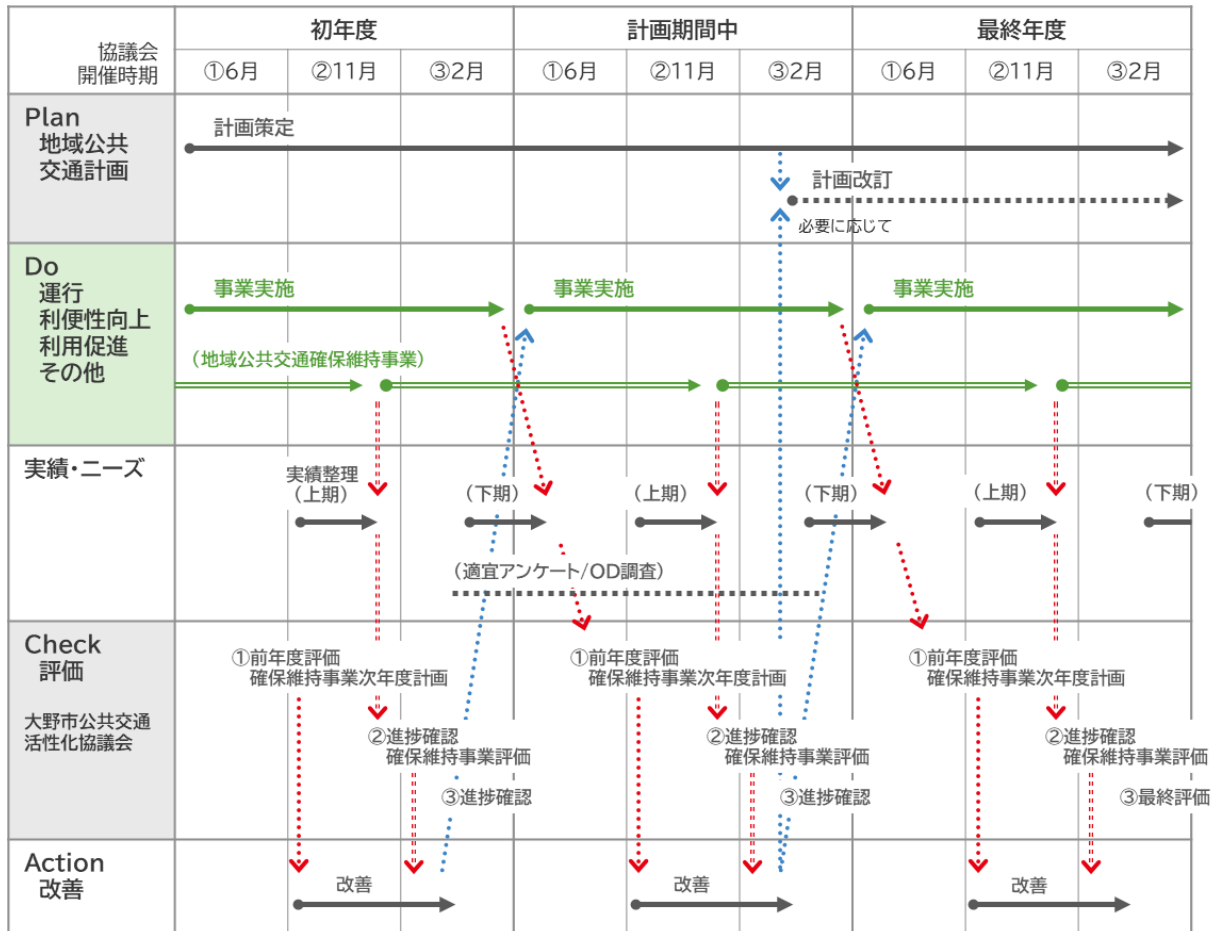 初年度
計画期間中
最終年度
協議会
開催時期
①6月
②11月
③2月
①6月
②11月
③2月
①6月
②11月
③2月
Plan
地域公共
交通計画
計画策定
計画改訂
必要に応じて
Do
運行
利便性向上
利用促進
その他
事業実施
事業実施
事業実施
（地域公共交通確保維持事業）
実績・ニーズ
実績整理
（上期）
（下期）
（上期）
（下期）
（上期）
（下期）
（適宜アンケート/OD調査）
Check
評価
大野市公共交通
活性化協議会
①前年度評価
確保維持事業次年度計画
②進捗確認
確保維持事業評価
③進捗確認
①前年度評価
確保維持事業次年度計画
②進捗確認
確保維持事業評価
③進捗確認
①前年度評価
確保維持事業次年度計画
②進捗確認
確保維持事業評価
③最終評価
Action
改善
改善
改善
改善